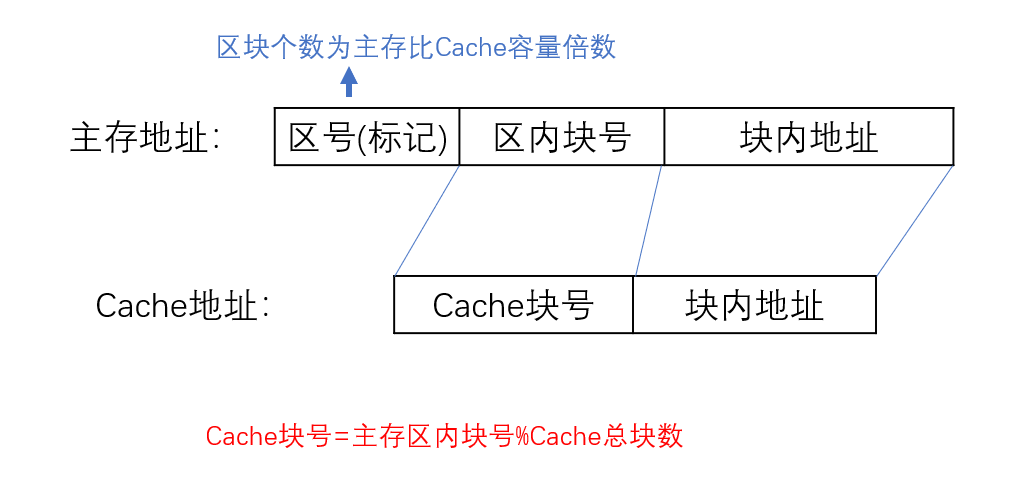 区块个数为主存比Cache容量倍数
主存地址: 区号(标记) 区内块号 块内地址
Cache地址: Cache块号 块内地址
Cache块号=主存区内块号%Cache总块数